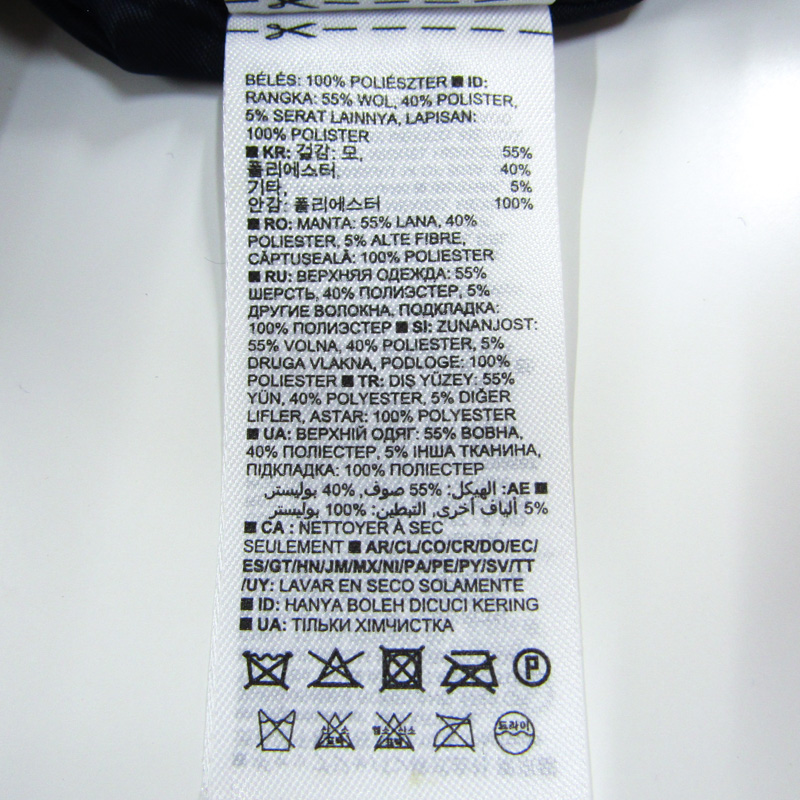 BÉLÉS: 100% POLIÉSZTER ■ ID:
RANGKA: 55% WOL, 40% POLISTER,
5% SERAT LAINNYA, LAPISAN:
100% POLISTER
■ KR: 겉감: 모, 55%
폴리에스터, 40%
기타, 5%
안감: 폴리에스터 100%
■ RO: MANTA: 55% LANA, 40%
POLIESTER, 5% ALTE FIBRE,
CĂPTUSEALĂ: 100% POLIESTER
■ RU: ВЕРХНЯЯ ОДЕЖДА: 55%
ШЕРСТЬ, 40% ПОЛИЭСТЕР, 5%
ДРУГИЕ ВОЛОКНА, ПОДКЛАДКА:
100% ПОЛИЭСТЕР ■ SI: ZUNANJOST:
55% VOLNA, 40% POLIESTER, 5%
DRUGA VLAKNA, PODLOGE: 100%
POLIESTER ■ TR: DIŞ YÜZEY: 55%
YÜN, 40% POLYESTER, 5% DİĞER
LIFLER, ASTAR: 100% POLYESTER
■ UA: ВЕРХНІЙ ОДЯГ: 55% ВОВНА,
40% ПОЛІЕСТЕР, 5% ІНША ТКАНИНА,
ПІДКЛАДКА: 100% ПОЛІЕСТЕР
■ AE: الهيكل: 55% صوف, 40% بوليستر
5% ألياف أخرى, التبطين: 100% بوليستر
■ CA : NETTOYER À SEC
SEULEMENT ■ AR/CL/CO/CR/DO/EC/
ES/GT/HN/JM/MX/NI/PA/PE/PY/SV/TT
/UY: LAVAR EN SECO SOLAMENTE
■ ID: HANYA BOLEH DICUCI KERING
■ UA: ТІЛЬКИ ХІМЧИСТКА
P
드라이